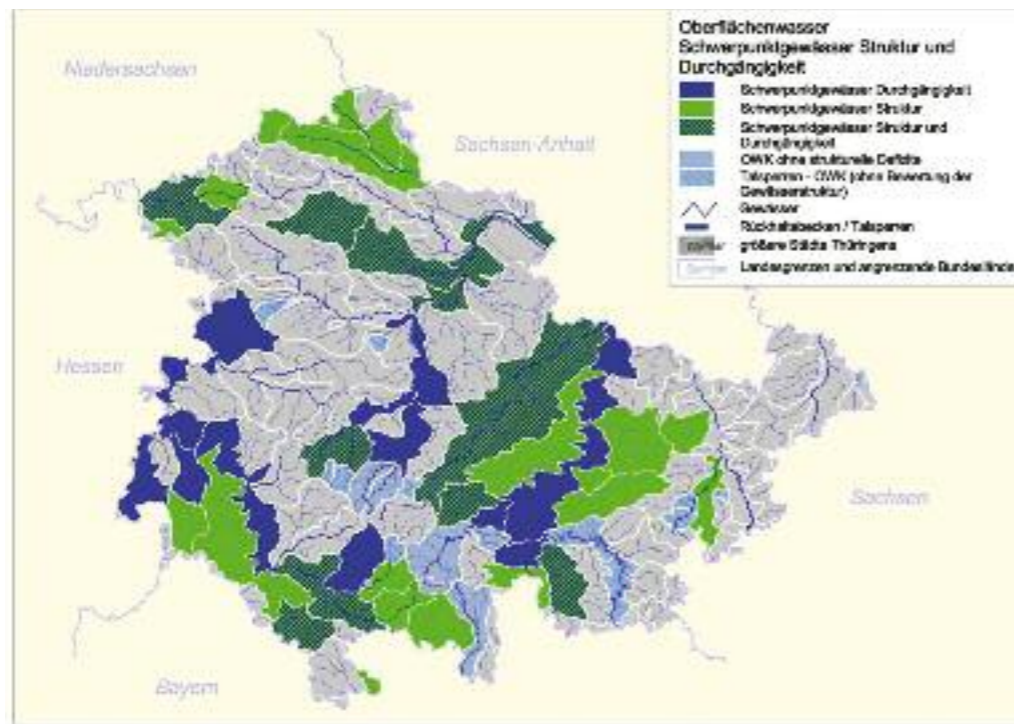 Niedersachsen
Sachsen-Anhalt
Hessen
Sachsen
Bayern
Oberflächenwasser
Schwerpunktgewässer Struktur und
Durchgängigkeit
Schwerpunktgewässer Durchgängigkeit
Schwerpunktgewässer Struktur
Schwerpunktgewässer Struktur und
Durchgängigkeit
OWK ohne strukturelle Defizite
Talsperren - OWK (ohne Bewertung der
Gewässerstruktur)
Gewässer
Rückhaltebecken / Talsperren
größere Städte Thüringens
Landesgrenzen und angrenzende Bundesländer